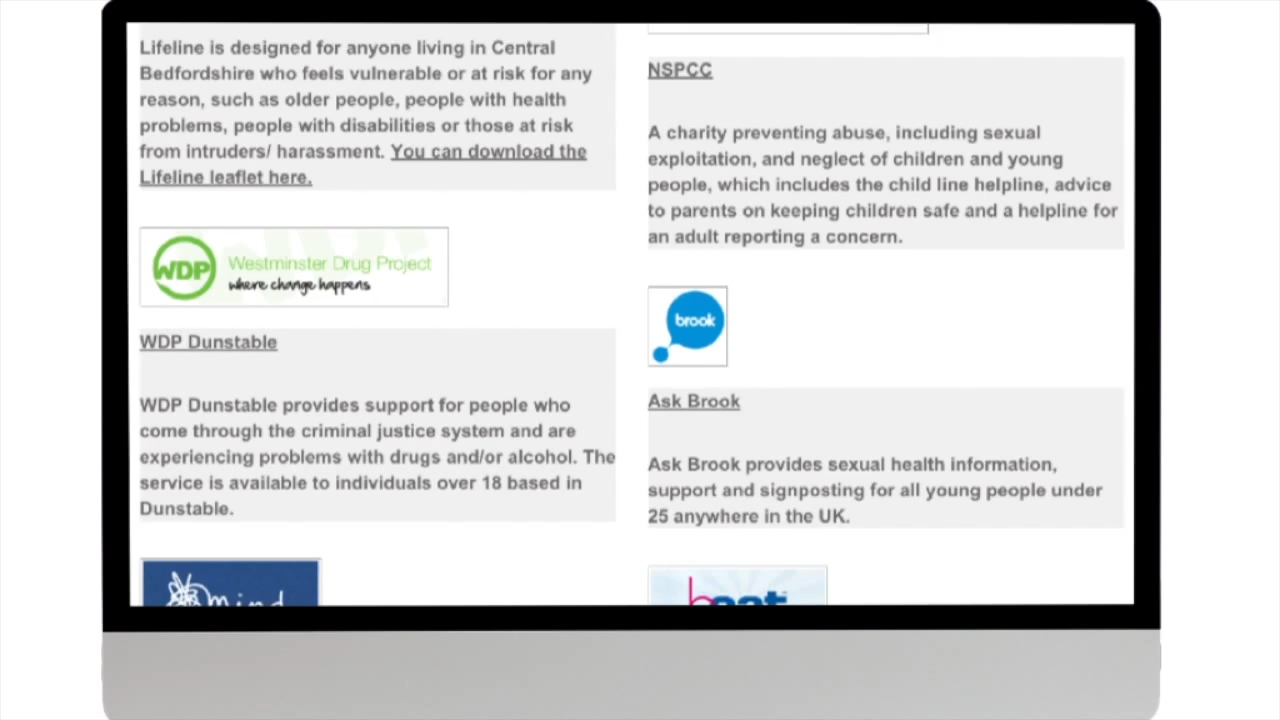 Lifeline is designed for anyone living in Central
Bedfordshire who feels vulnerable or at risk for any
reason, such as older people, people with health
problems, people with disabilities or those at risk
from intruders/ harassment. You can download the
Lifeline leaflet here.
WDP
Westminster Drug Project
where change happens
WDP Dunstable
WDP Dunstable provides support for people who
come through the criminal justice system and are
experiencing problems with drugs and/or alcohol. The
service is available to individuals over 18 based in
Dunstable.
mind
NSPCC
A charity preventing abuse, including sexual
exploitation, and neglect of children and young
people, which includes the child line helpline, advice
to parents on keeping children safe and a helpline for
an adult reporting a concern.
brook
Ask Brook
Ask Brook provides sexual health information,
support and signposting for all young people under
25 anywhere in the UK.
beat